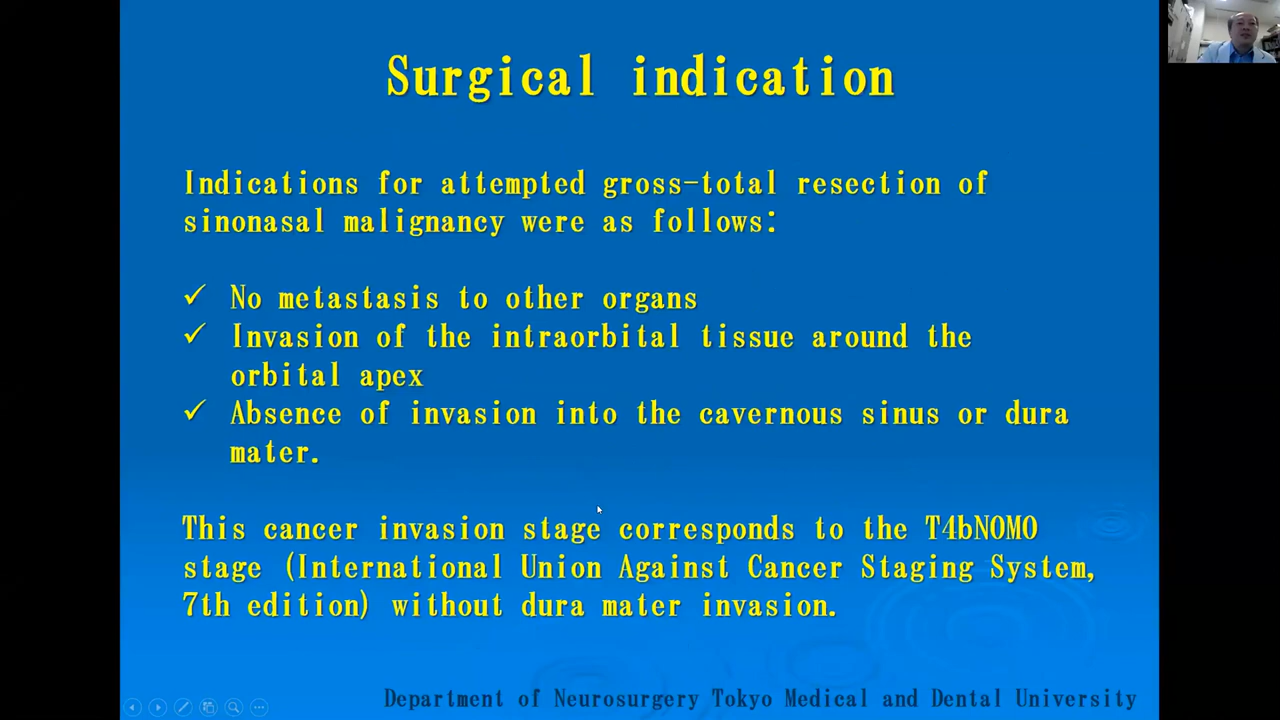 Surgical indication
Indications for attempted gross-total resection of
sinonasal malignancy were as follows:
✓ No metastasis to other organs
✓ Invasion of the intraorbital tissue around the
orbital apex
✓ Absence of invasion into the cavernous sinus or dura
mater.
This cancer invasion stage corresponds to the T4bN0M0
stage (International Union Against Cancer Staging System,
7th edition) without dura mater invasion.
Department of Neurosurgery Tokyo Medical and Dental University